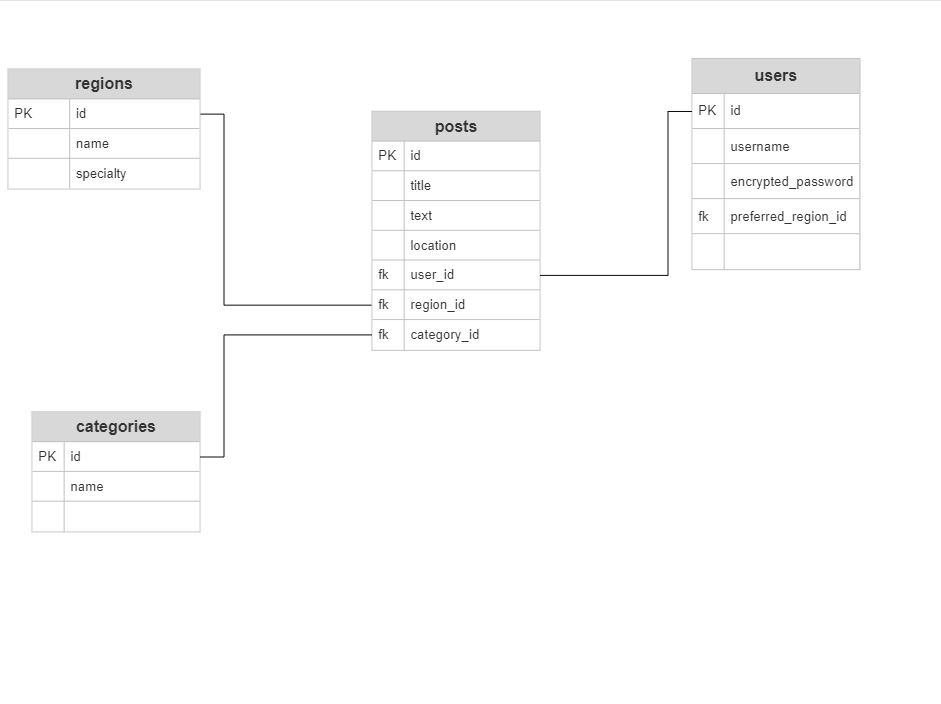 regions
PK id
name
specialty
posts
PK id
title
text
location
fk user_id
fk region_id
fk category_id
users
PK id
username
encrypted_password
fk preferred_region_id
categories
PK id
name